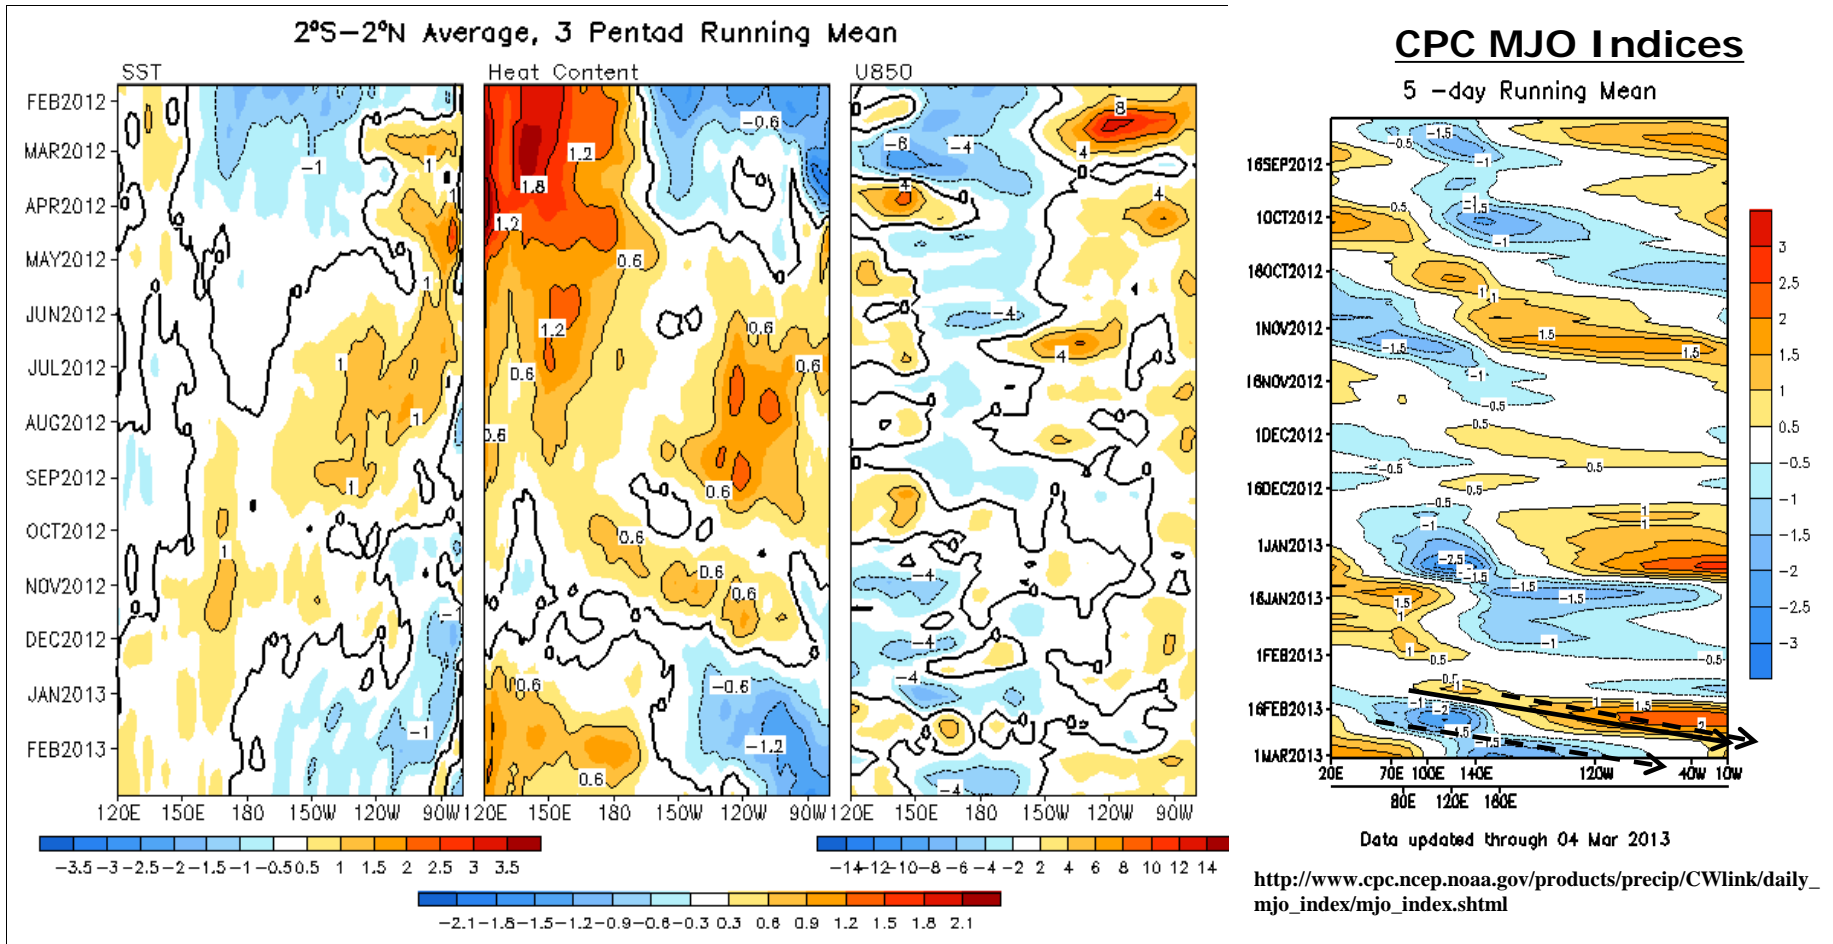 2°S–2°N Average, 3 Pentad Running Mean
SST
Heat Content
U850
FEB2012
MAR2012
APR2012
MAY2012
JUN2012
JUL2012
AUG2012
SEP2012
OCT2012
NOV2012
DEC2012
JAN2013
FEB2013
120E 150E 180 150W 120W 90W
120E 150E 180 150W 120W 90W
120E 150E 180 150W 120W 90W
-3.5 -3 -2.5 -2 -1.5 -1 -0.5 0.5 1 1.5 2 2.5 3 3.5
-14 -12 -10 -8 -6 -4 -2 2 4 6 8 10 12 14
-2.1 -1.8 -1.5 -1.2 -0.9 -0.6 -0.3 0.3 0.6 0.9 1.2 1.5 1.8 2.1
CPC MJO Indices
5 -day Running Mean
16SEP2012
1OCT2012
16OCT2012
1NOV2012
16NOV2012
1DEC2012
16DEC2012
1JAN2013
16JAN2013
1FEB2013
16FEB2013
1MAR2013
20E 70E 100E 140E 120W 40W 10W
80E 120E 160E
3
2.5
2
1.5
1
0.5
-0.5
-1
-1.5
-2
-2.5
-3
Data updated through 04 Mar 2013
http://www.cpc.ncep.noaa.gov/products/precip/CWlink/daily_
mjo_index/mjo_index.shtml